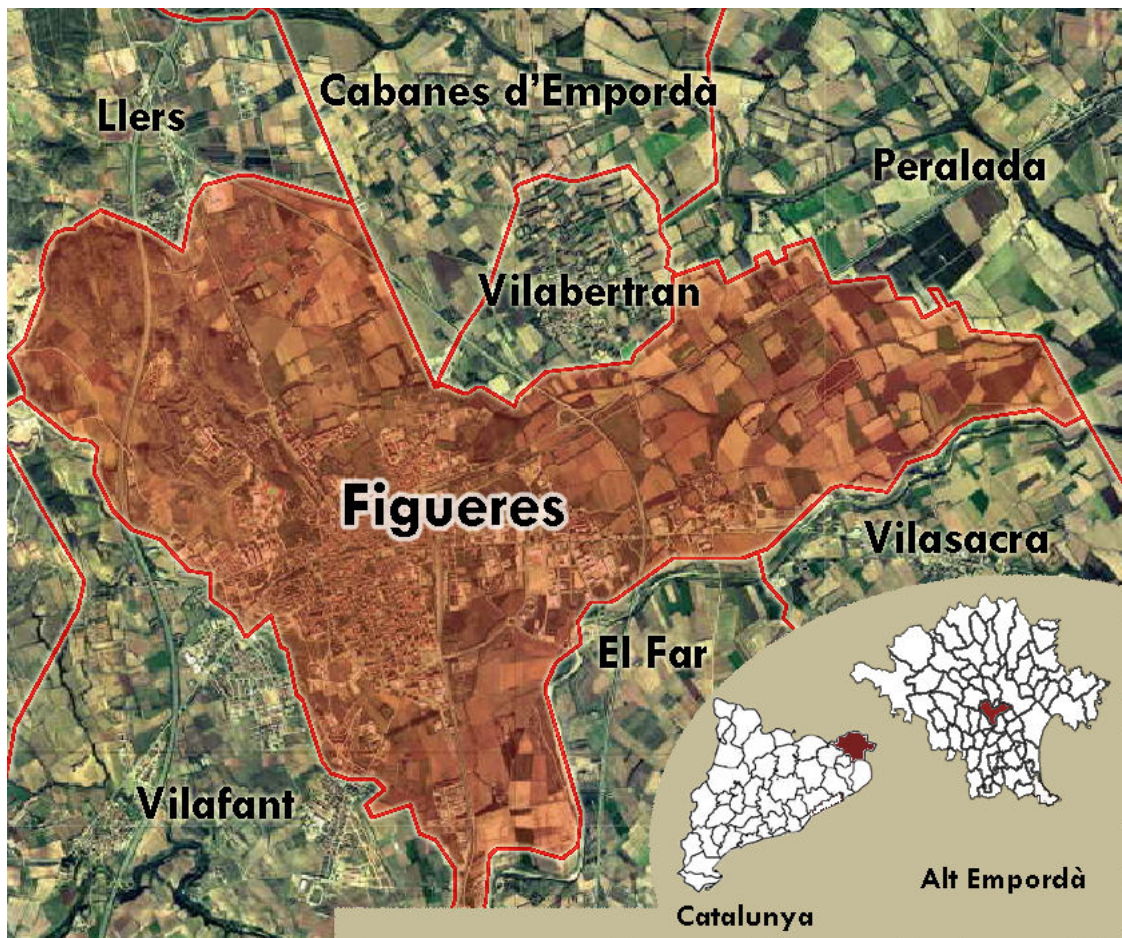 Cabanes d'Empordà
Llers
Peralada
Vilabertran
Figueres
Vilasacra
El Far
Vilafant
Alt Empordà
Catalunya